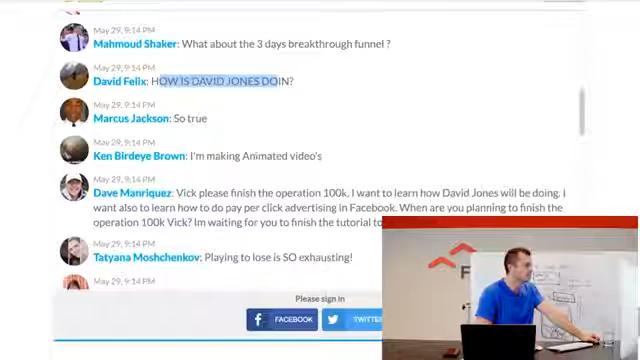 May 29, 9:14 PM
Mahmoud Shaker: What about the 3 days breakthrough funnel ?
May 29, 9:14 PM
David Felix: HOW IS DAVID JONES DOIN?
May 29, 9:14 PM
Marcus Jackson: So true
May 29, 9:14 PM
Ken Birdeye Brown: I'm making Animated video's
May 29, 9:14 PM
Dave Manriquez: Vick please finish the operation 100k, I want to learn how David Jones will be doing. I
want also to learn how to do pay per click advertising in Facebook. When are you planning to finish the
operation 100k Vick? Im waiting for you to finish the tutorial to
May 29, 9:14 PM
Tatyana Moshchenkov: Playing to lose is SO exhausting!
May 29, 9:14 PM
Please sign in
FACEBOOK
TWITTER